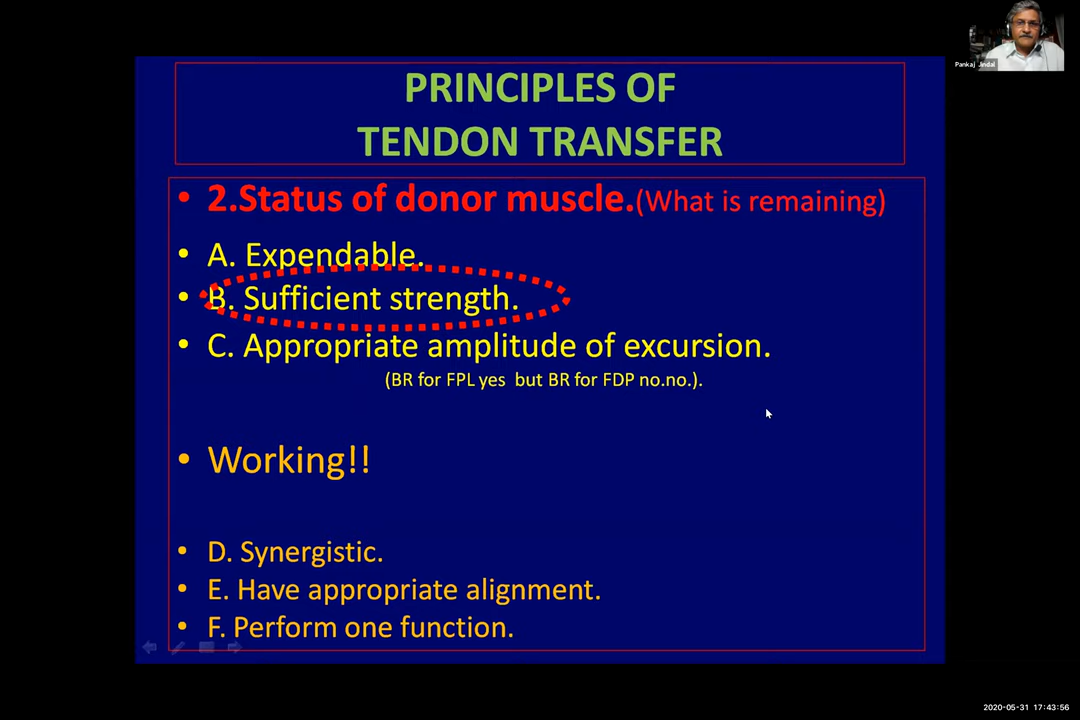 Pankaj Jindal
PRINCIPLES OF
TENDON TRANSFER
• 2.Status of donor muscle.(What is remaining)
• A. Expendable.
• B. Sufficient strength.
• C. Appropriate amplitude of excursion.
(BR for FPL yes but BR for FDP no.no.).
• Working!!
• D. Synergistic.
• E. Have appropriate alignment.
• F. Perform one function.
2020-05-31 17:43:56